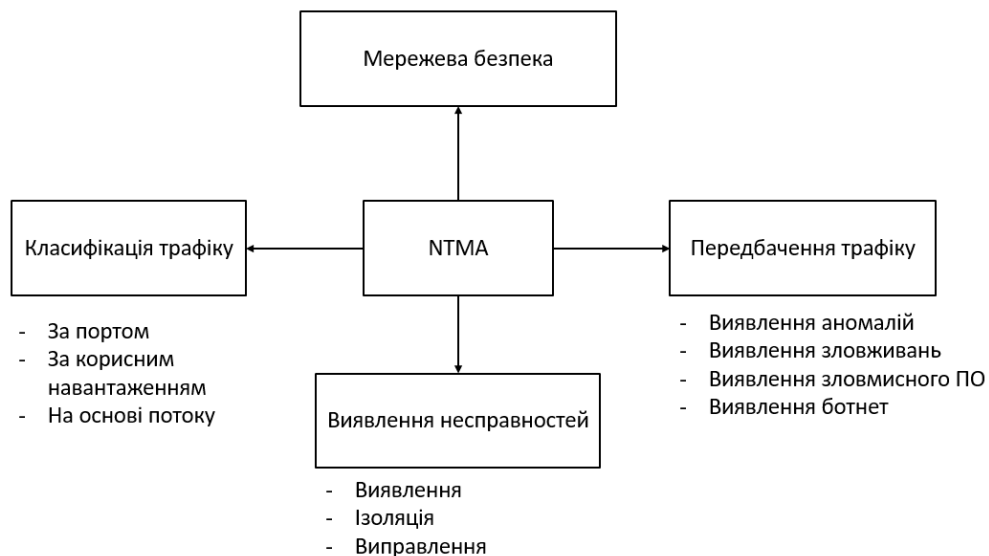 Мережева безпека
Класифікація трафіку
NTMA
Передбачення трафіку
- За портом
- За корисним
навантаженням
- На основі потоку
- Виявлення аномалій
- Виявлення зловживань
- Виявлення зловмисного ПО
- Виявлення ботнет
Виявлення несправностей
- Виявлення
- Ізоляція
- Виправлення